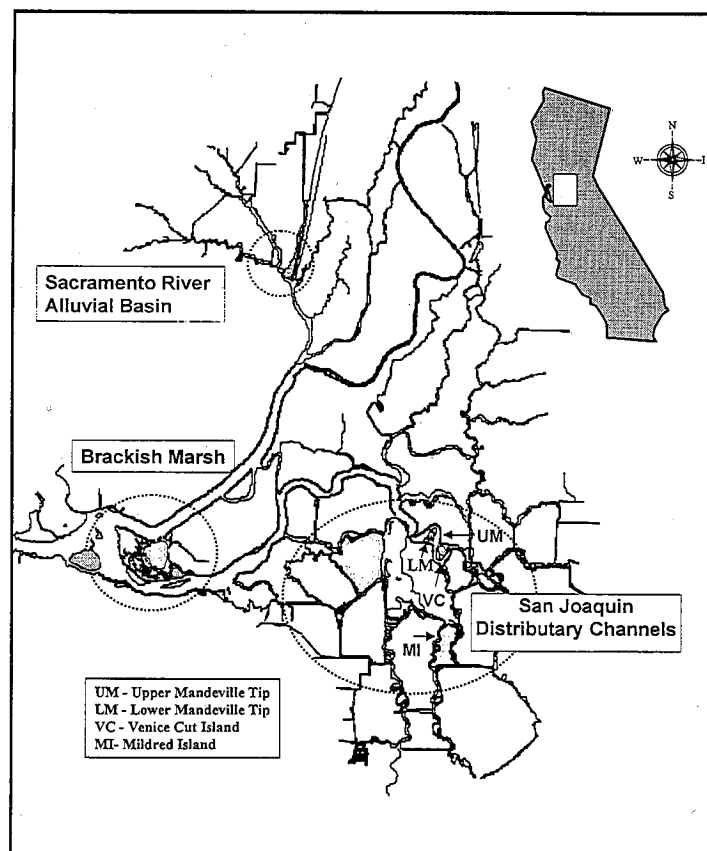 N
W
S
Sacramento River
Alluvial Basin
Brackish Marsh
UM
LM
VC
San Joaquin
Distributary Channels
MI
UM - Upper Mandeville Tip
LM - Lower Mandeville Tip
VC - Venice Cut Island
MI- Mildred Island